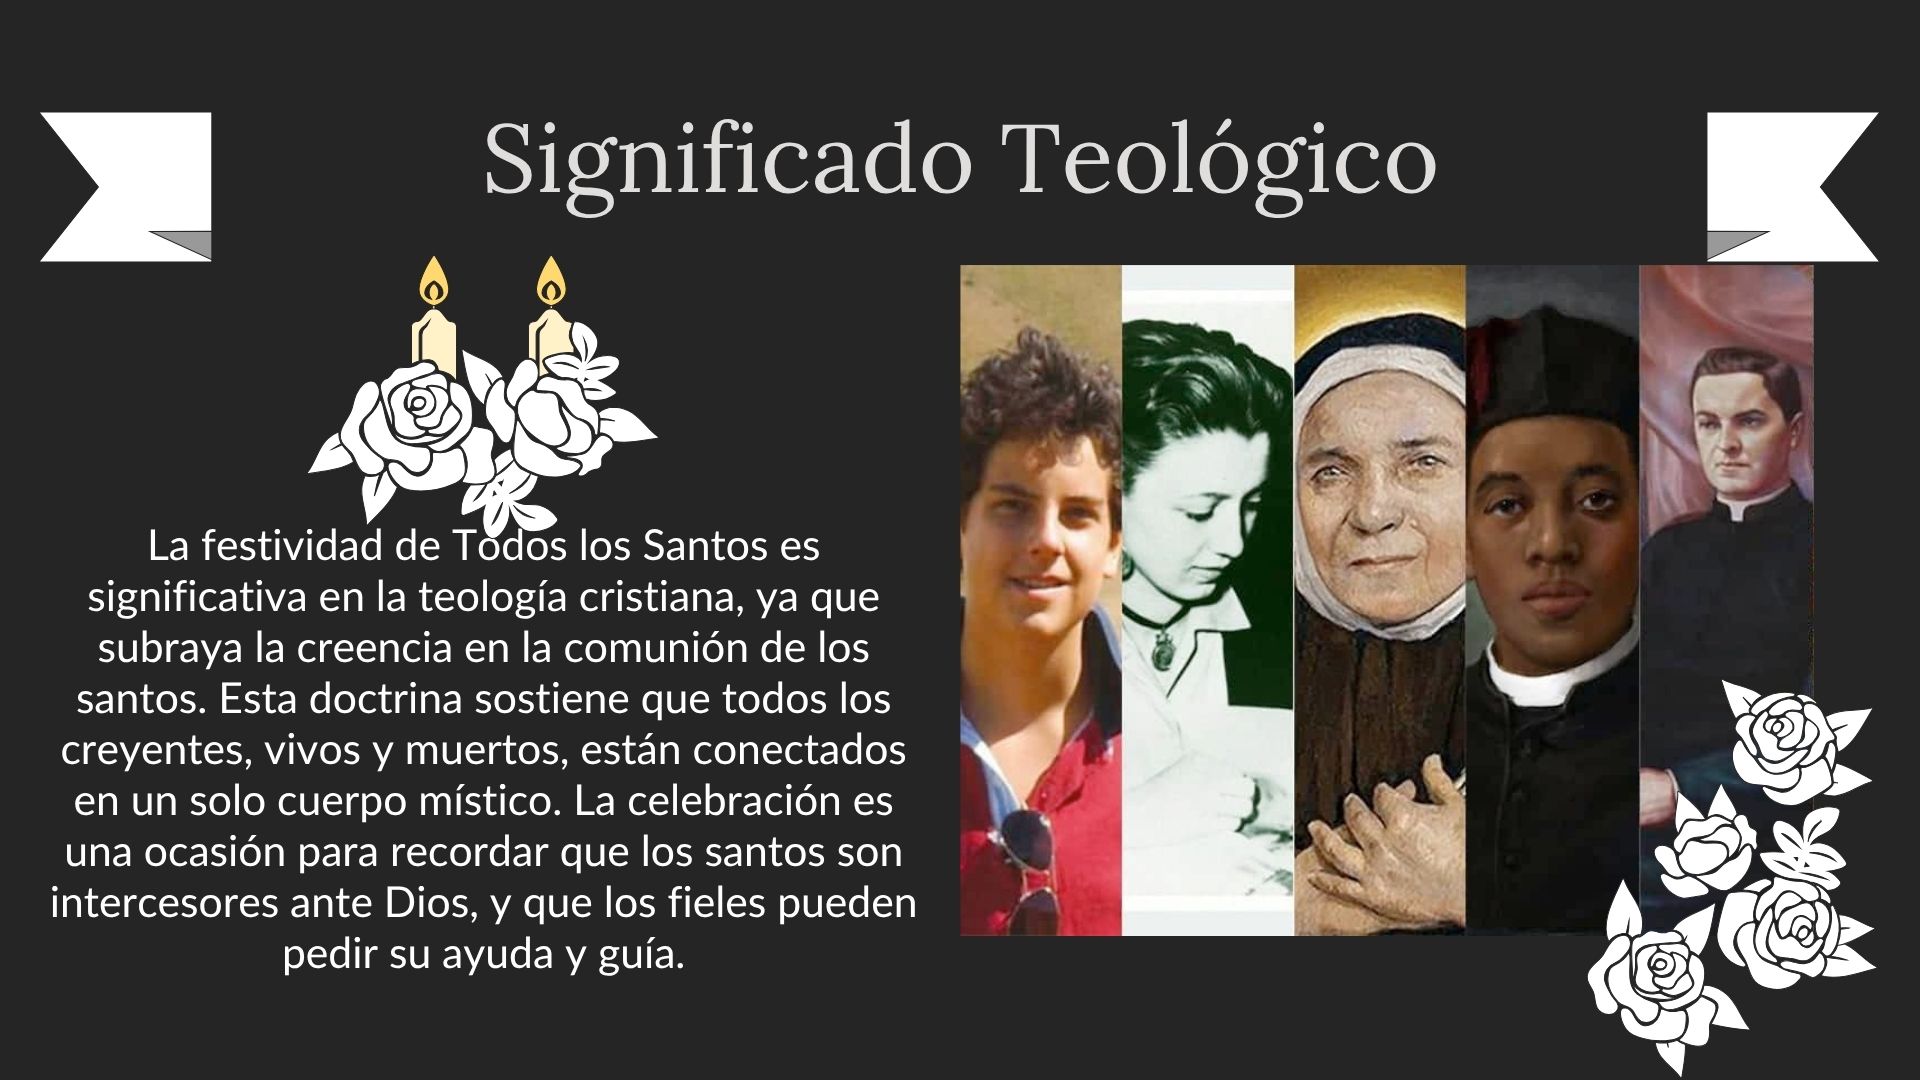 Significado Teológico
La festividad de Todos los Santos es
significativa en la teología cristiana, ya que
subraya la creencia en la comunión de los
santos. Esta doctrina sostiene que todos los
creyentes, vivos y muertos, están conectados
en un solo cuerpo místico. La celebración es
una ocasión para recordar que los santos son
intercesores ante Dios, y que los fieles pueden
pedir su ayuda y guía.